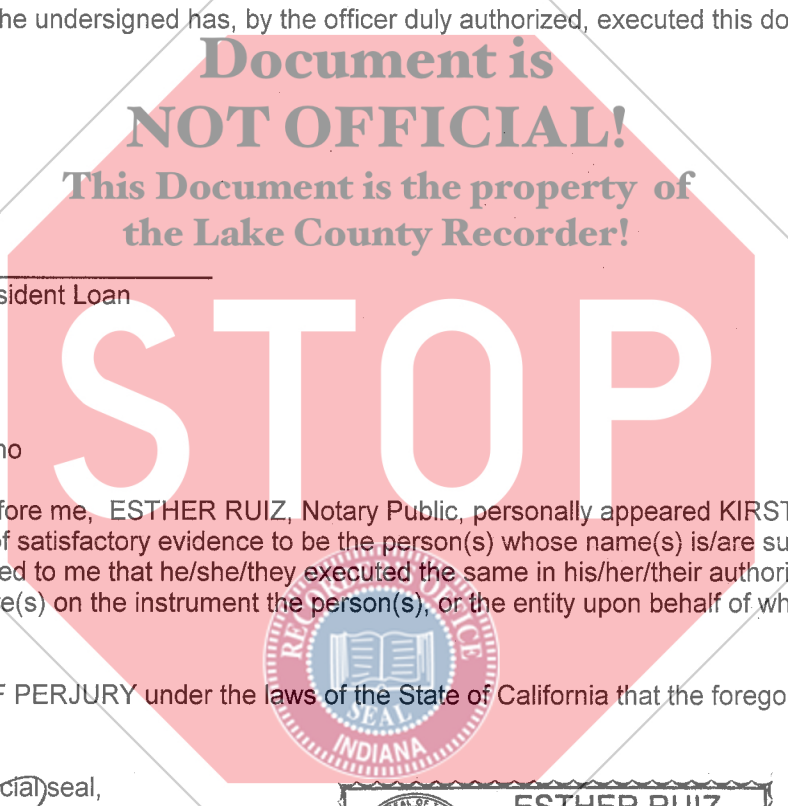 he undersigned has, by the officer duly authorized, executed this do
Document is
NOT OFFICIAL!
This Document is the property of
the Lake County Recorder!
sident Loan
STOP
no
fore me, ESTHER RUIZ, Notary Public, personally appeared KIRST
of satisfactory evidence to be the person(s) whose name(s) is/are su
ed to me that he/she/they executed the same in his/her/their authori
e(s) on the instrument the person(s), or the entity upon behalf of wh
RECORDER'S OFFICE
SEAL
INDIANA
F PERJURY under the laws of the State of California that the forego
cial seal,
SEAL OF
ESTHER RUIZ